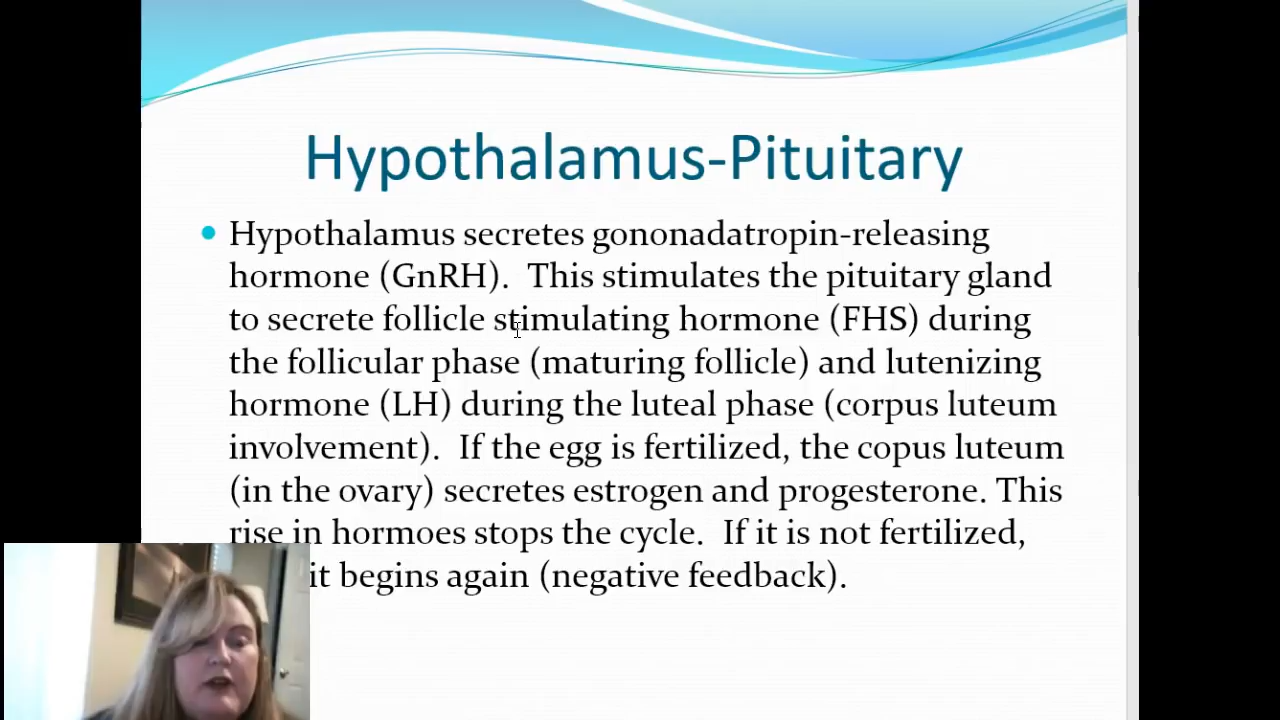 Hypothalamus-Pituitary
• Hypothalamus secretes gononadatropin-releasing
hormone (GnRH).  This stimulates the pituitary gland
to secrete follicle stimulating hormone (FHS) during
the follicular phase (maturing follicle) and lutenizing
hormone (LH) during the luteal phase (corpus luteum
involvement).  If the egg is fertilized, the copus luteum
(in the ovary) secretes estrogen and progesterone. This
rise in hormoes stops the cycle.  If it is not fertilized,
it begins again (negative feedback).